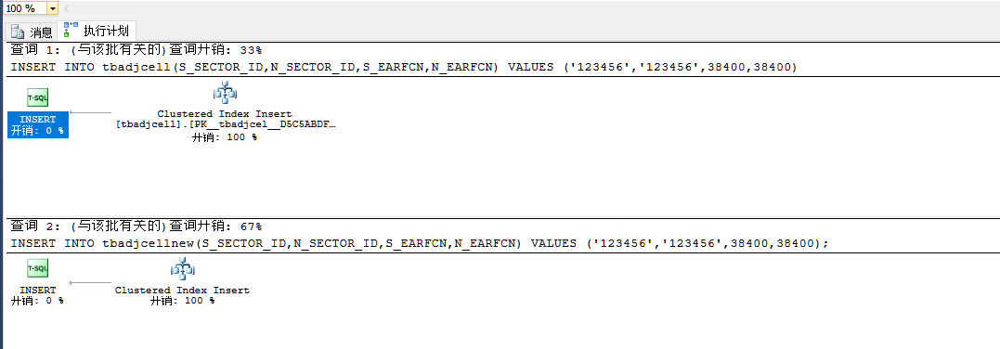 100 %
消息 执行计划
查询 1: (与该批有关的)查询开销: 33%
INSERT INTO tbadjcell(S_SECTOR_ID,N_SECTOR_ID,S_EARFCN,N_EARFCN) VALUES ('123456','123456',38400,38400)
T-SQL
INSERT
开销: 0 %
Clustered Index Insert
[tbadjcell].[PK__tbadjcel__D5C5ABDF…
开销: 100 %
查询 2: (与该批有关的)查询开销: 67%
INSERT INTO tbadjcellnew(S_SECTOR_ID,N_SECTOR_ID,S_EARFCN,N_EARFCN) VALUES ('123456','123456',38400,38400);
T-SQL
INSERT
开销: 0 %
Clustered Index Insert
开销: 100 %